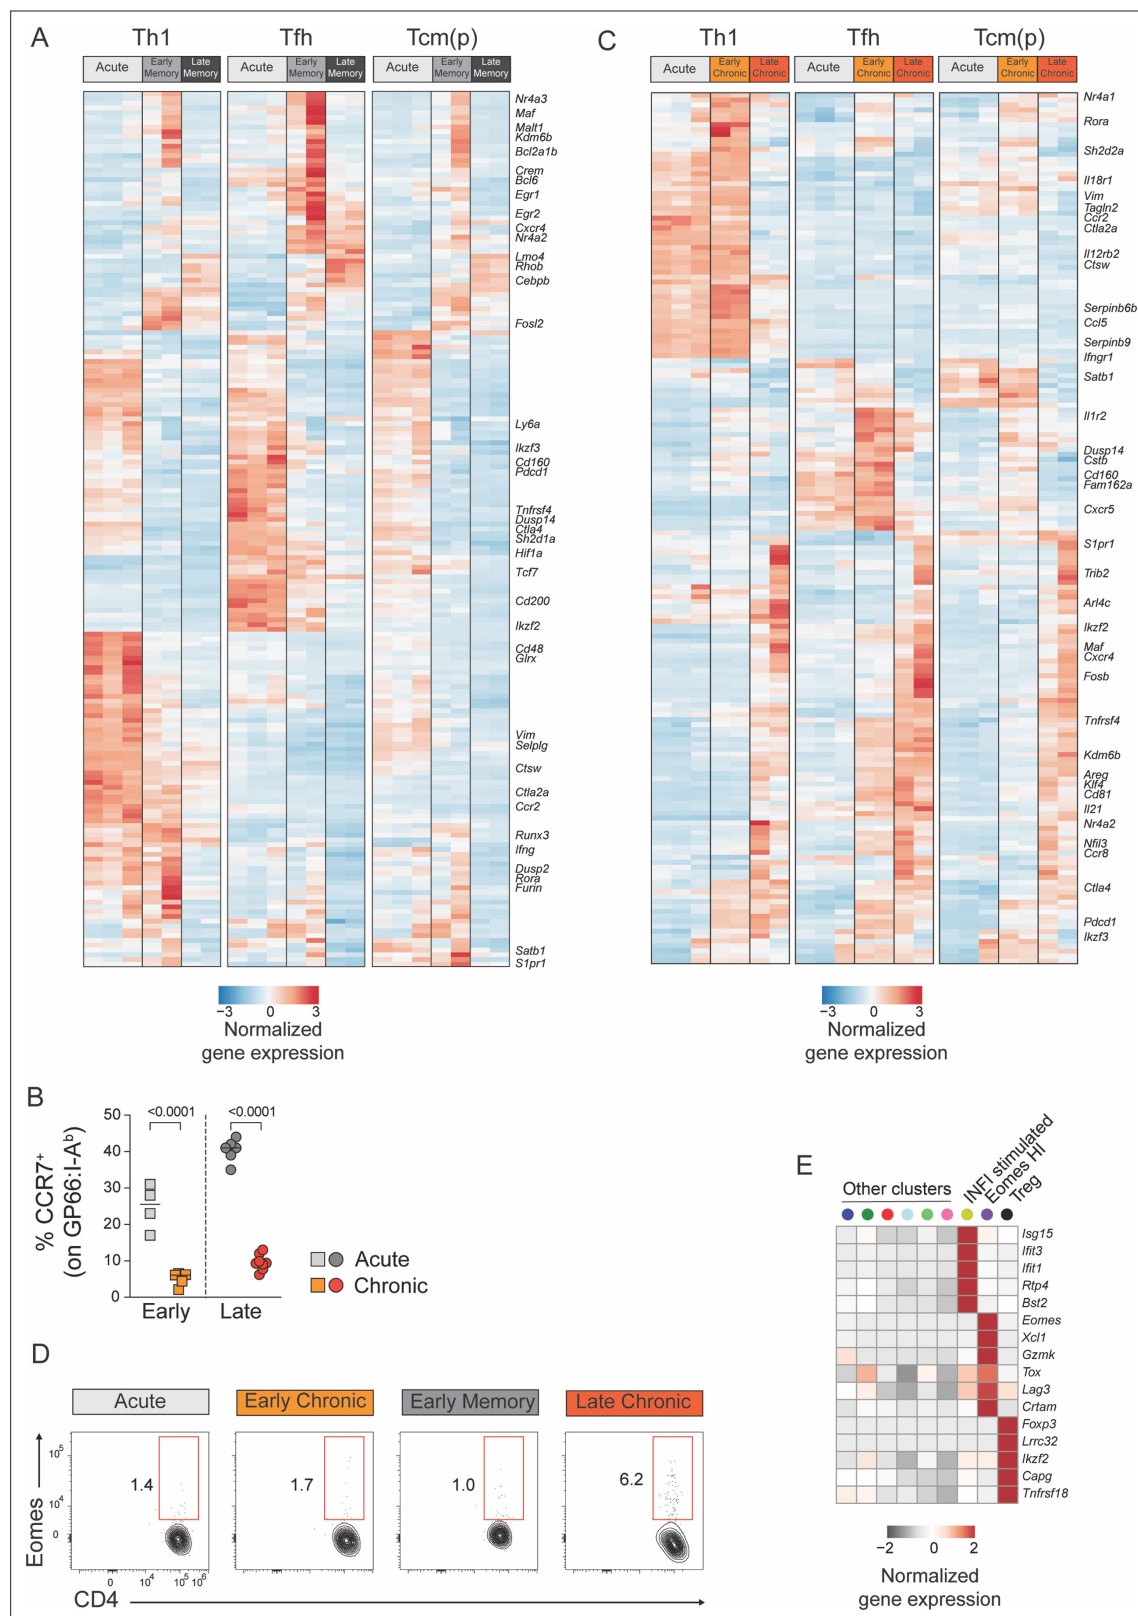 A
Th1 Tfh Tcm(p)
Acute Early Memory Late Memory Acute Early Memory Late Memory Acute Early Memory Late Memory
Nr4a3
Maf
Malt1
Kdm6b
Bcl2a1b
Crem
Bcl6
Egr1
Egr2
Cxcr4
Nr4a2
Lmo4
Rhob
Cebpb
Fosl2
Ly6a
Ikzf3
Cd160
Pdcd1
Tnfrsf4
Dusp14
Ctla4
Sh2d1a
Hif1a
Tcf7
Cd200
Ikzf2
Cd48
Glrx
Vim
Selplg
Ctsw
Ctla2a
Ccr2
Runx3
Ifng
Dusp2
Rora
Furin
Satb1
S1pr1
−3 0 3
Normalized
gene expression
C
Th1 Tfh Tcm(p)
Acute Early Chronic Late Chronic Acute Early Chronic Late Chronic Acute Early Chronic Late Chronic
Nr4a1
Rora
Sh2d2a
Il18r1
Vim
Tagln2
Ccr2
Ctla2a
Il12rb2
Ctsw
Serpinb6b
Ccl5
Serpinb9
Ifngr1
Satb1
Il1r2
Dusp14
Cstb
Cd160
Fam162a
Cxcr5
S1pr1
Trib2
Arl4c
Ikzf2
Maf
Cxcr4
Fosb
Tnfrsf4
Kdm6b
Areg
Klf4
Cd81
Il21
Nr4a2
Nfil3
Ccr8
Ctla4
Pdcd1
Ikzf3
−3 0 3
Normalized
gene expression
B
<0.0001 <0.0001
50
40
30
20
10
0
% CCR7+
(on GP66:I-Ab)
Early Late
Acute
Chronic
D
Acute Early Chronic Early Memory Late Chronic
10^5
10^4
0
1.4 1.7 1.0 6.2
Eomes
0 10^4 10^5 10^6
CD4
E
Other clusters
INFI stimulated
Eomes HI
Treg
Isg15
Ifit3
Ifit1
Rtp4
Bst2
Eomes
Xcl1
Gzmk
Tox
Lag3
Crtam
Foxp3
Lrrc32
Ikzf2
Capg
Tnfrsf18
−2 0 2
Normalized
gene expression